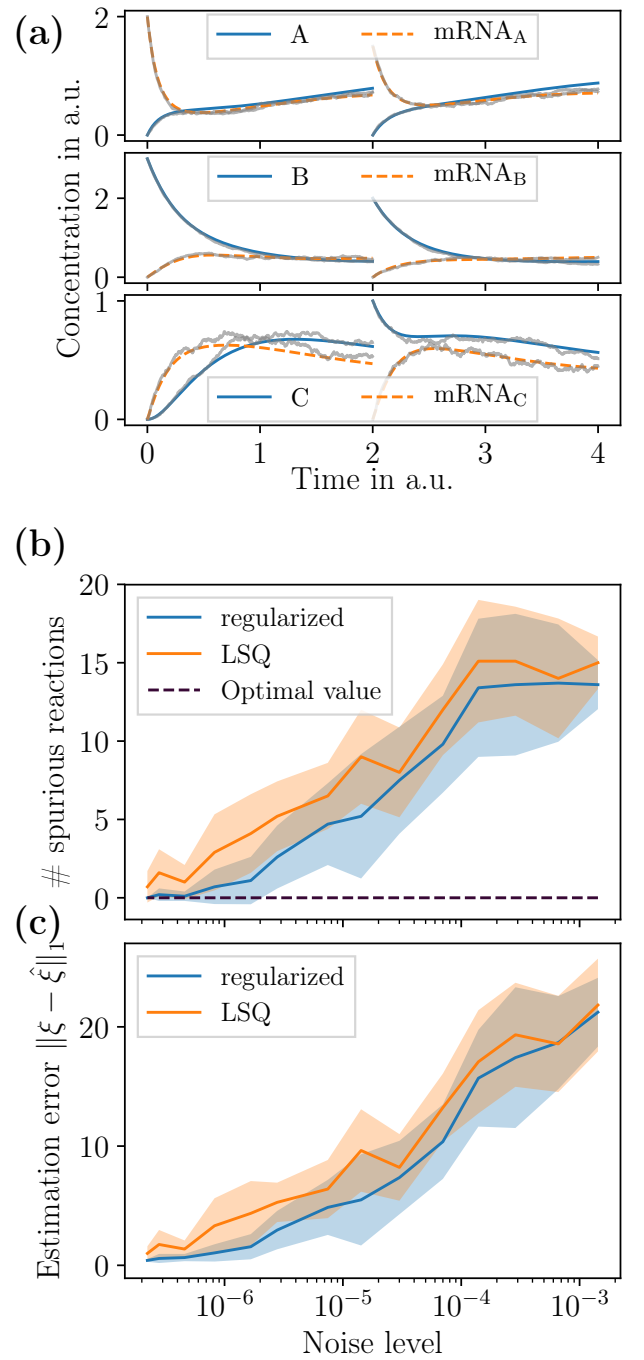 (a)
Concentration in a.u.
2
0
A mRNA_A
2
0
B mRNA_B
1
0
C mRNA_C
0 1 2 3 4
Time in a.u.
(b)
# spurious reactions
20
15
10
5
0
regularized
LSQ
Optimal value
(c)
Estimation error ||ξ − ξ̂||₁
20
10
0
regularized
LSQ
10⁻⁶ 10⁻⁵ 10⁻⁴ 10⁻³
Noise level